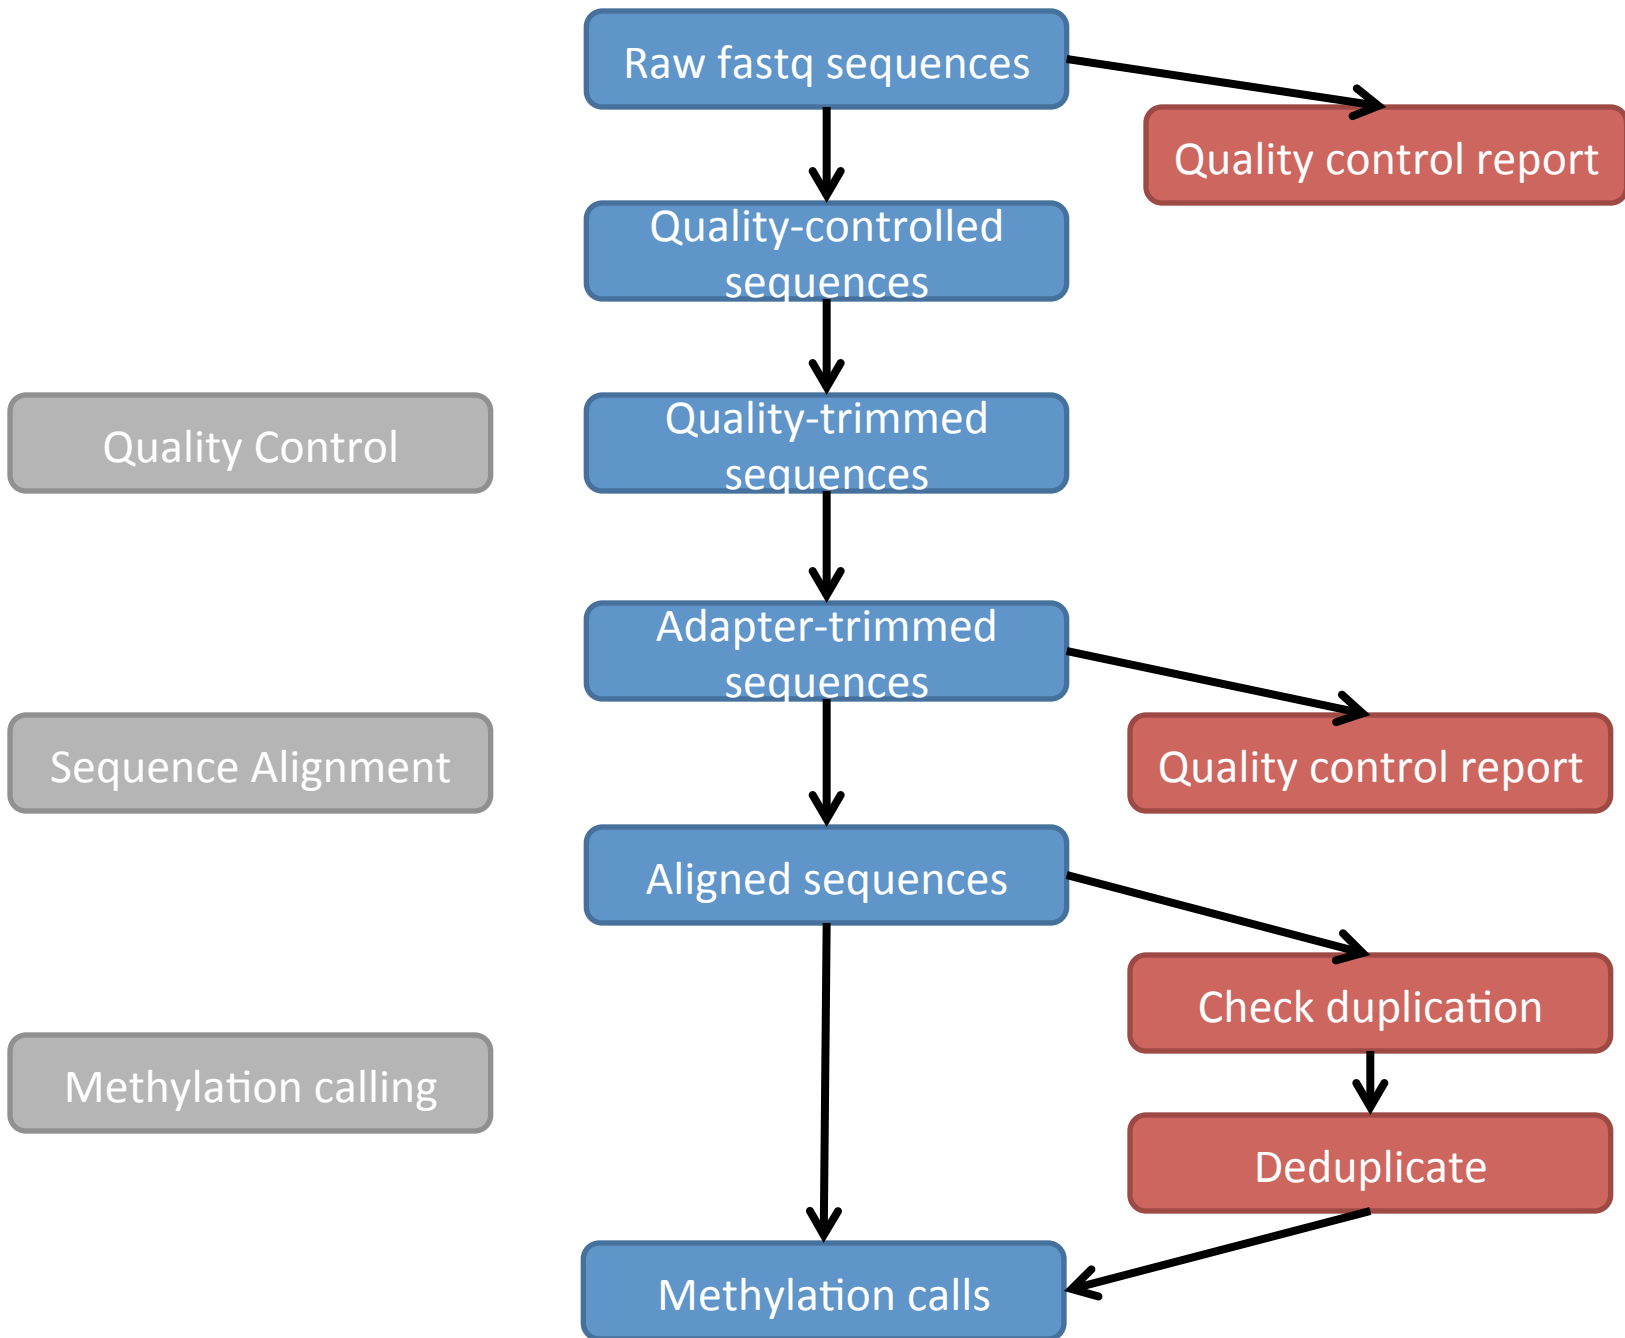 Raw fastq sequences
Quality control report
Quality-controlled
sequences
Quality-trimmed
sequences
Quality Control
Adapter-trimmed
sequences
Sequence Alignment
Quality control report
Aligned sequences
Check duplication
Methylation calling
Deduplicate
Methylation calls